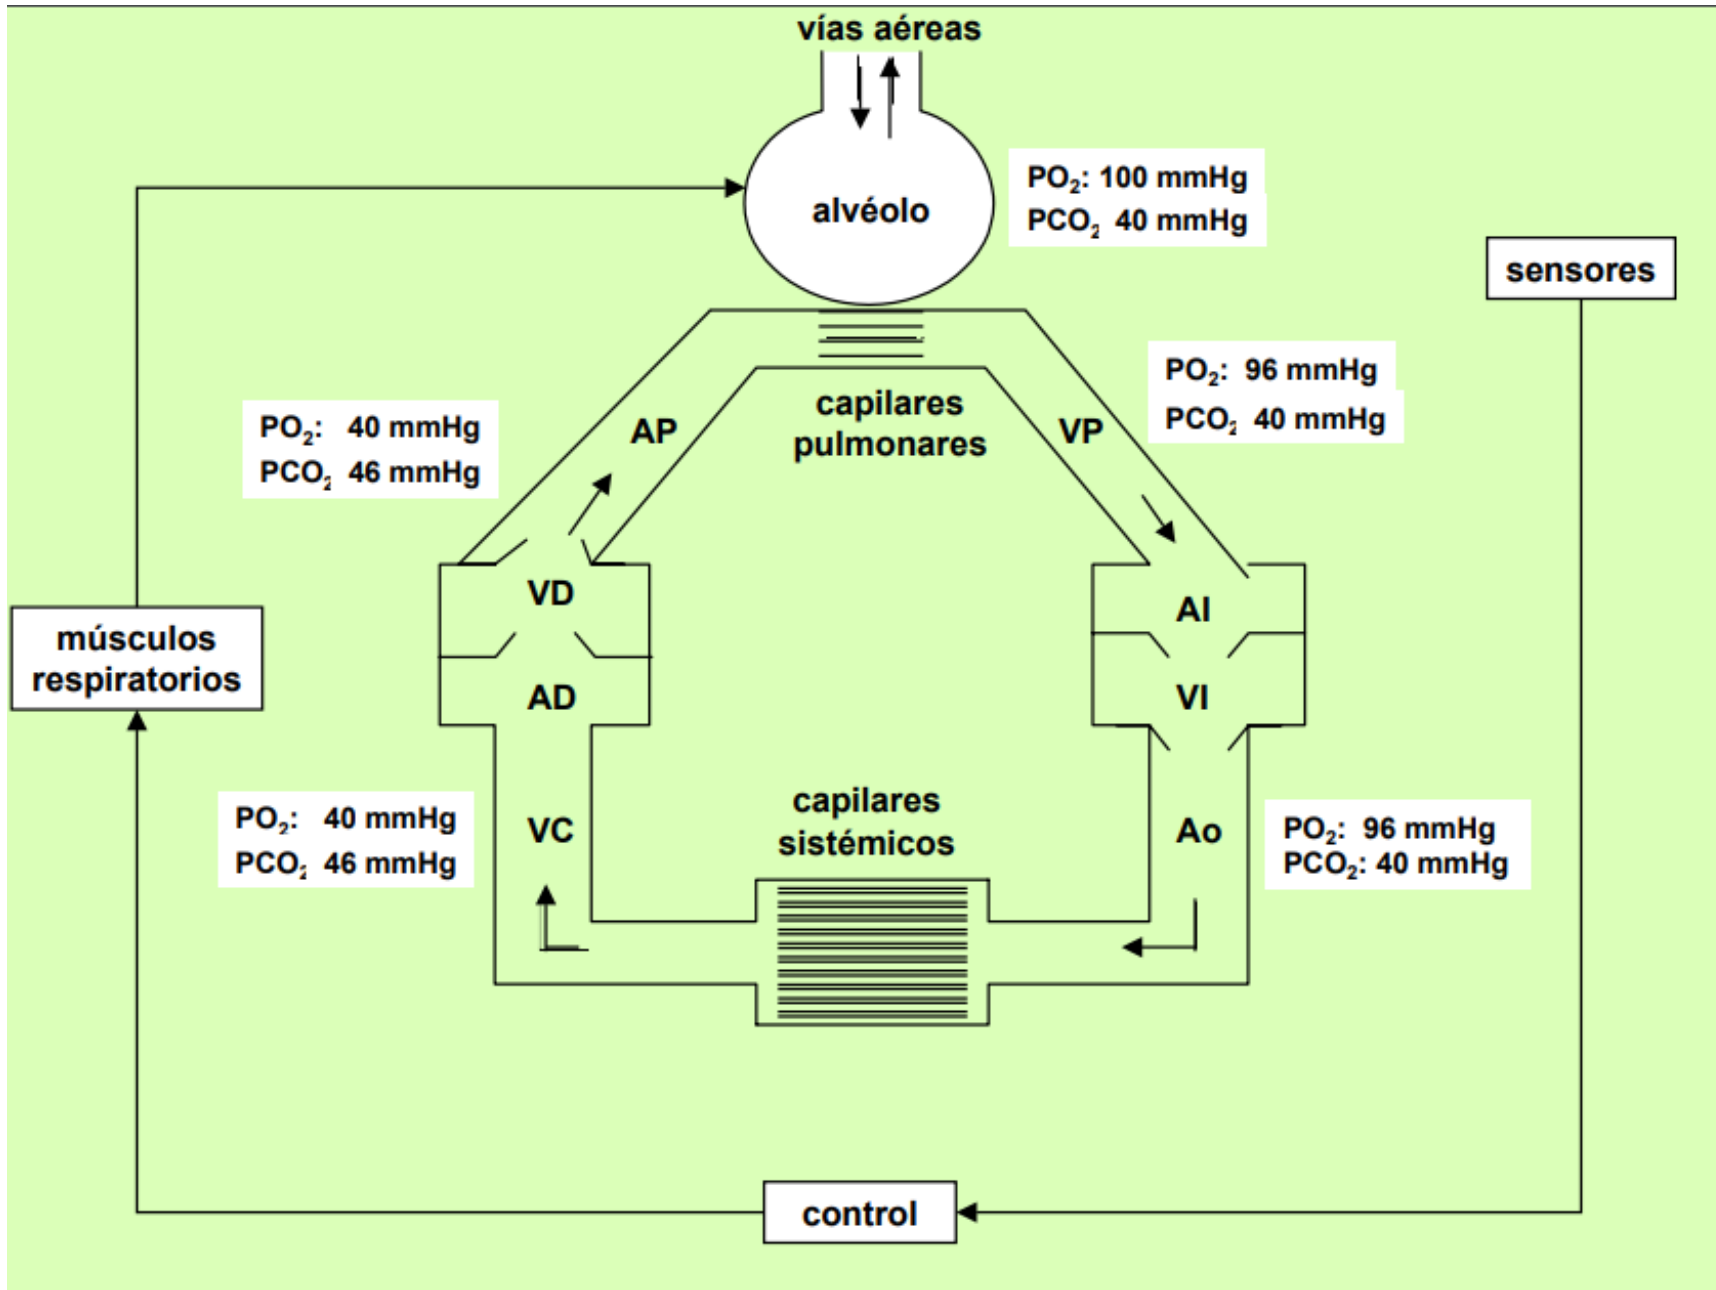 vías aéreas
alvéolo
PO₂: 100 mmHg
PCO₂ 40 mmHg
sensores
PO₂: 96 mmHg
PCO₂ 40 mmHg
capilares
pulmonares
AP
VP
PO₂: 40 mmHg
PCO₂ 46 mmHg
VD
AI
músculos
respiratorios
AD
VI
capilares
sistémicos
PO₂: 40 mmHg
PCO₂ 46 mmHg
VC
Ao
PO₂: 96 mmHg
PCO₂: 40 mmHg
control